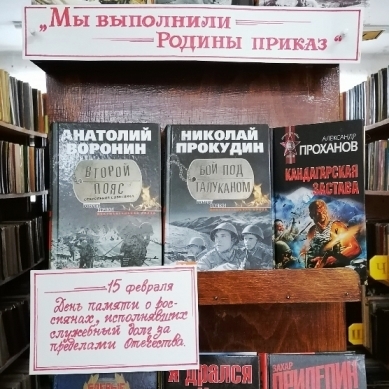 „Мы выполнили
Родины приказ“
АНАТОЛИЙ
ВОРОНИН
ВТОРОЙ
ПОЯС
НИКОЛАЙ
ПРОКУДИН
БОЙ ПОД
ТАЛУКАНОМ
АЛЕКСАНДР
ПРОХАНОВ
КАНДАГАРСКАЯ
ЗАСТАВА
15 февраля
День памяти о рос-
сиянах, исполнявших
служебный долг за
пределами Отечества.
Я ДРАЛСЯ
ЗАХАР
ПРИЛЕПИН